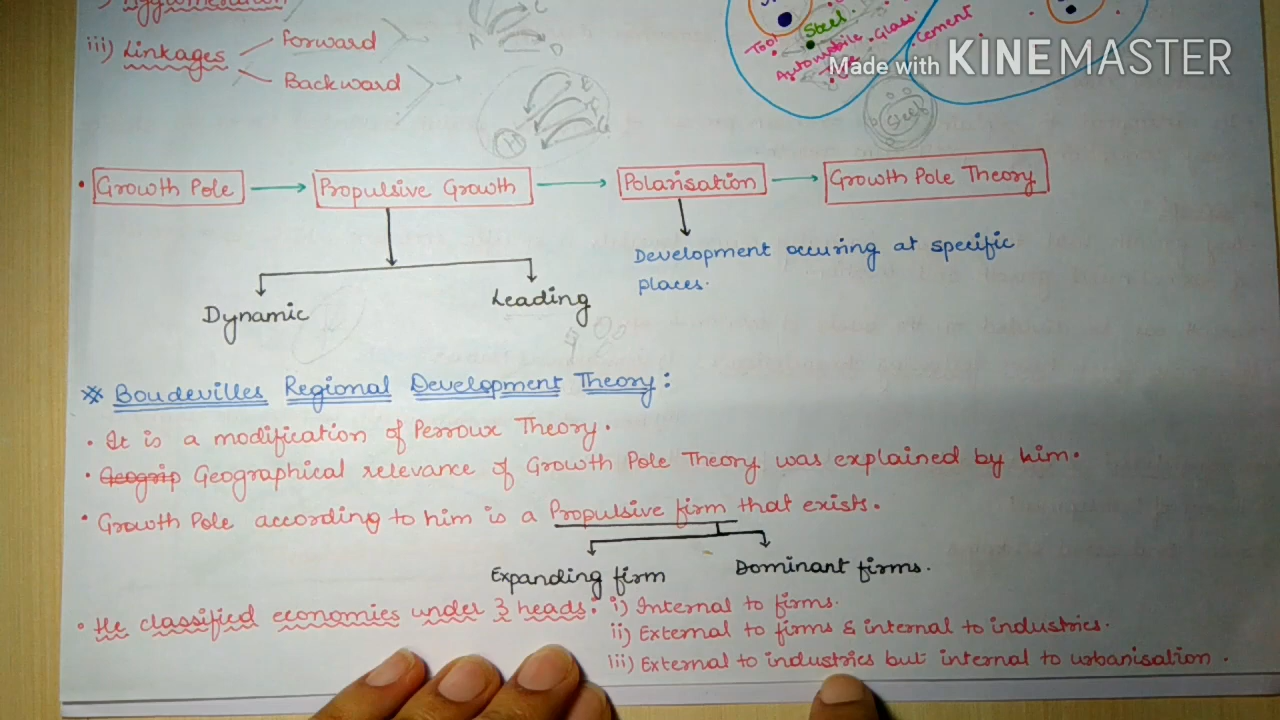 iii) Linkages
Forward
Backward
Steel
Tool
Automobile
Glass
Cement
Made with KINEMASTER
Steel
• Growth Pole → Propulsive Growth → Polarisation → Growth Pole Theory
Development occuring at specific
places.
Dynamic
Leading
※ Boudevilles Regional Development Theory:
• It is a modification of Perroux Theory.
• Geogrip Geographical relevance of Growth Pole Theory was explained by him.
• Growth Pole according to him is a Propulsive firm that exists.
Expanding firm
Dominant firms.
• He classified economies under 3 heads: i) Internal to firms.
ii) External to firms & internal to industries.
iii) External to industries but internal to urbanisation.